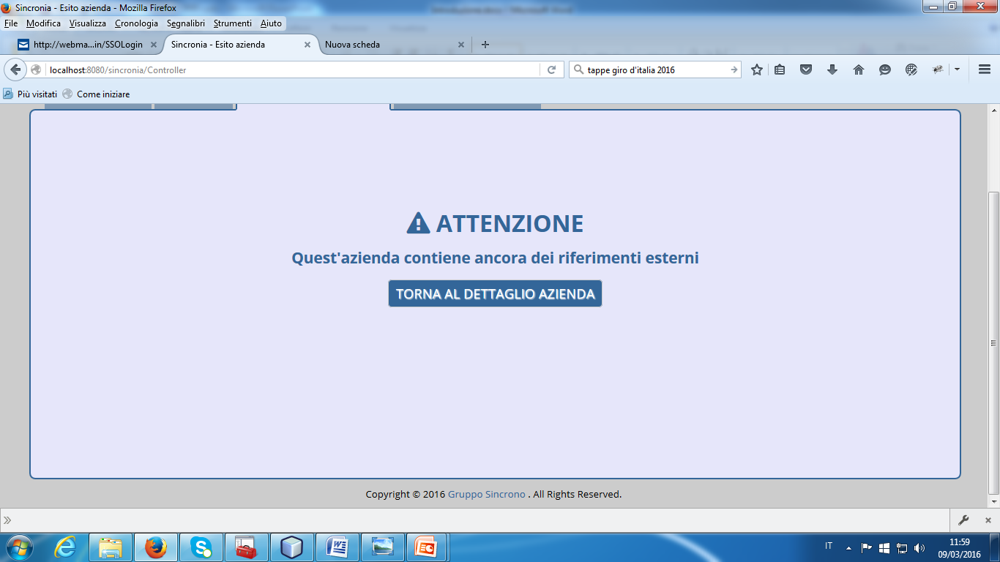 Sincronia - Esito azienda - Mozilla Firefox
File Modifica Visualizza Cronologia Segnalibri Strumenti Aiuto
http://webma...in/SSOLogin Sincronia - Esito azienda Nuova scheda
localhost:8080/sincronia/Controller tappe giro d'italia 2016
Più visitati Come iniziare
ATTENZIONE
Quest'azienda contiene ancora dei riferimenti esterni
TORNA AL DETTAGLIO AZIENDA
Copyright © 2016 Gruppo Sincrono . All Rights Reserved.
IT 11:59
09/03/2016